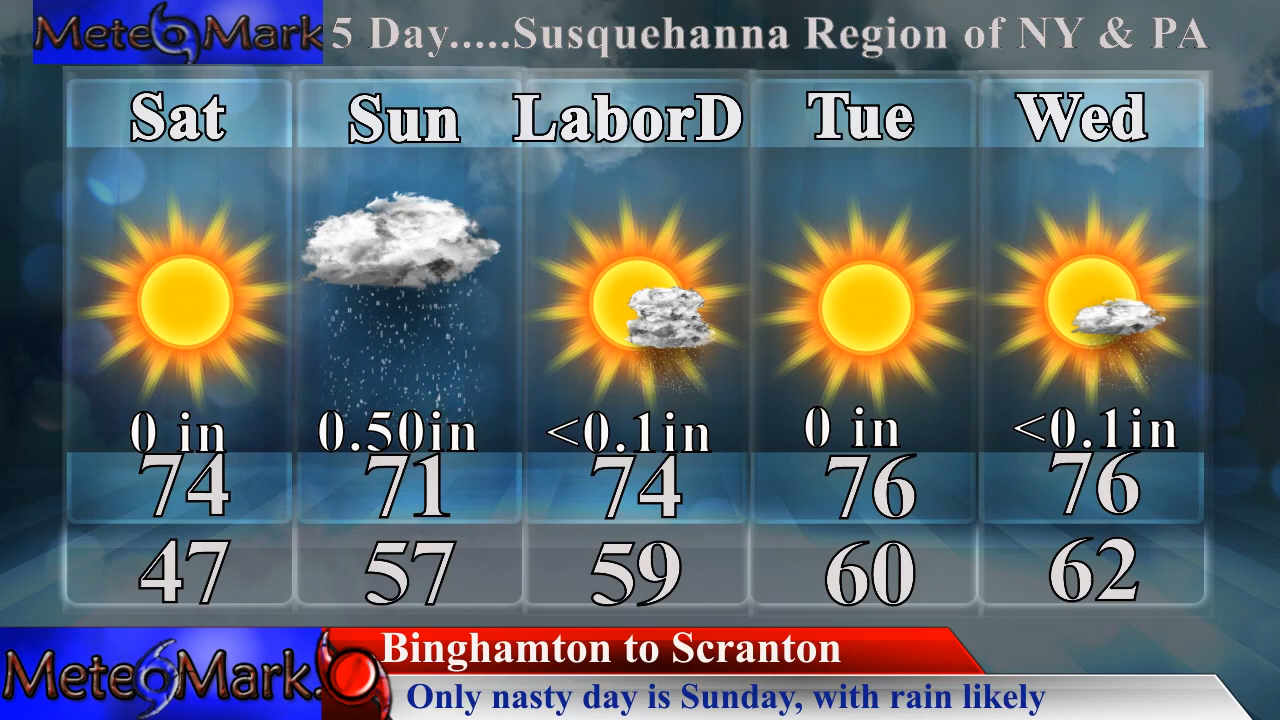 MeteoMark 5 Day.....Susquehanna Region of NY & PA
Sat Sun LaborD Tue Wed
0 in 0.50in <0.1in 0 in <0.1in
74 71 74 76 76
47 57 59 60 62
Binghamton to Scranton
MeteoMark.
Only nasty day is Sunday, with rain likely